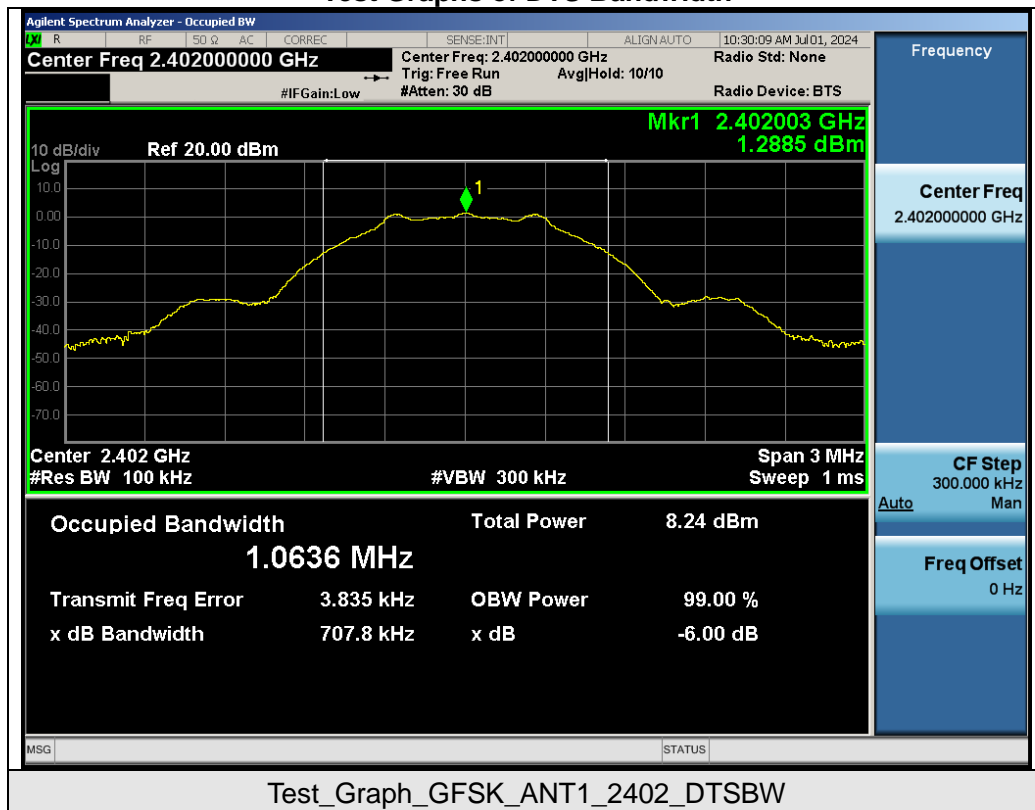 Test Graphs of DTS Bandwidth
Agilent Spectrum Analyzer - Occupied BW
LXI R RF 50 Ω AC CORREC SENSE:INT ALIGN AUTO 10:30:09 AM Jul 01, 2024
Center Freq 2.402000000 GHz
Center Freq: 2.402000000 GHz
Radio Std: None
Trig: Free Run Avg|Hold: 10/10
#IFGain:Low #Atten: 30 dB Radio Device: BTS
Mkr1 2.402003 GHz
1.2885 dBm
10 dB/div Ref 20.00 dBm
Log
10.0
0.00
-10.0
-20.0
-30.0
-40.0
-50.0
-60.0
-70.0
1
Center 2.402 GHz Span 3 MHz
#Res BW 100 kHz #VBW 300 kHz Sweep 1 ms
Occupied Bandwidth Total Power 8.24 dBm
1.0636 MHz
Transmit Freq Error 3.835 kHz OBW Power 99.00 %
x dB Bandwidth 707.8 kHz x dB -6.00 dB
MSG STATUS
Frequency
Center Freq
2.402000000 GHz
CF Step
300.000 kHz
Auto Man
Freq Offset
0 Hz
Test_Graph_GFSK_ANT1_2402_DTSBW